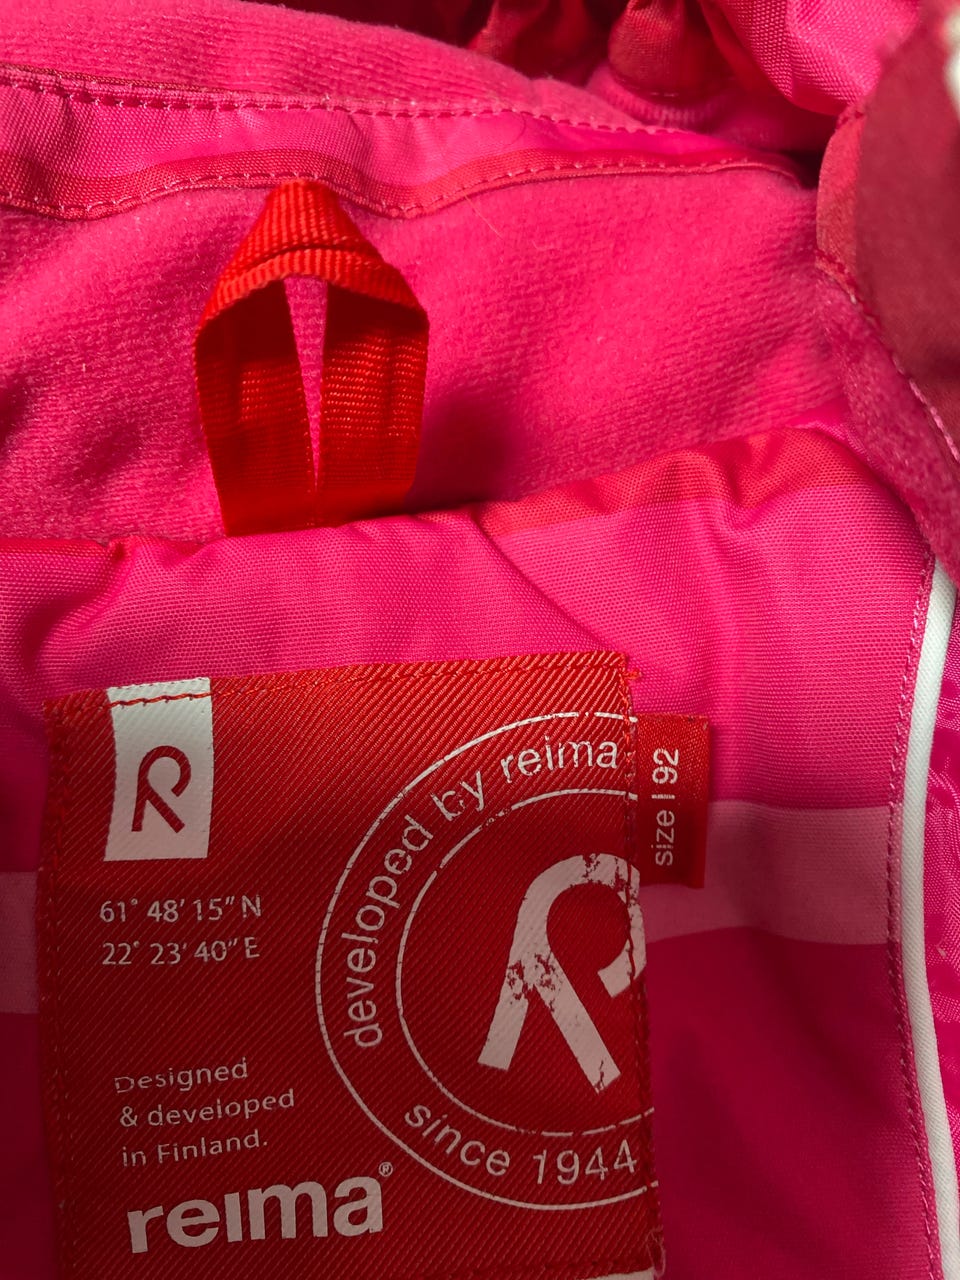 developed by reima
size | 92
61° 48' 15" N
22° 23' 40" E
Designed
& developed
in Finland.
since 1944
reima®